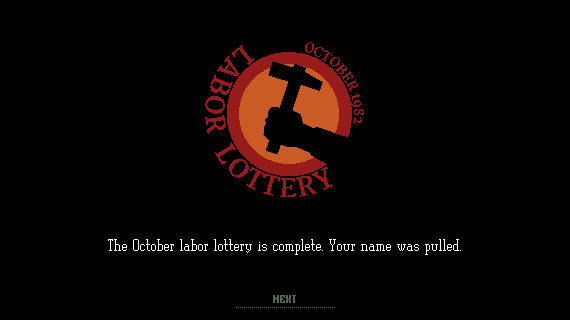 LABOR LOTTERY
OCTOBER 1982
The October labor lottery is complete. Your name was pulled.
NEXT